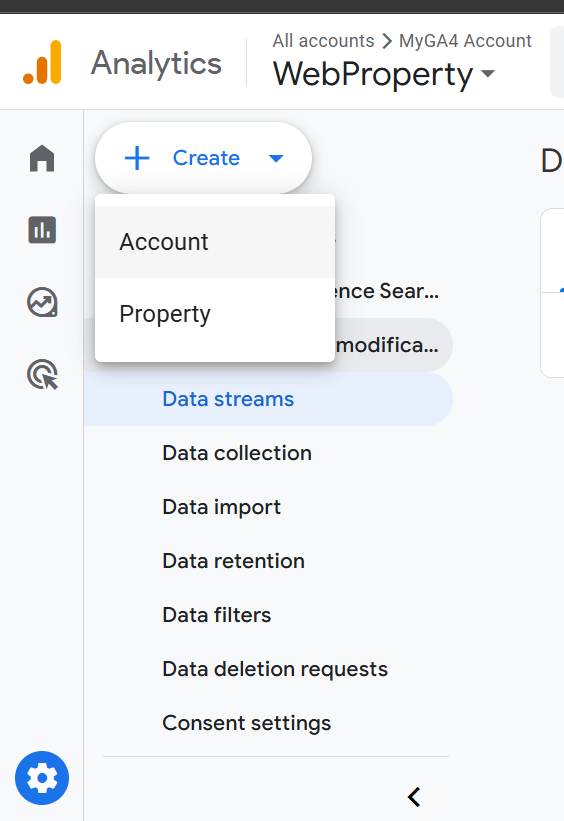 Analytics
All accounts > MyGA4 Account
WebProperty
Create
Account
Property
ence Sear...
modifica...
Data streams
Data collection
Data import
Data retention
Data filters
Data deletion requests
Consent settings
D